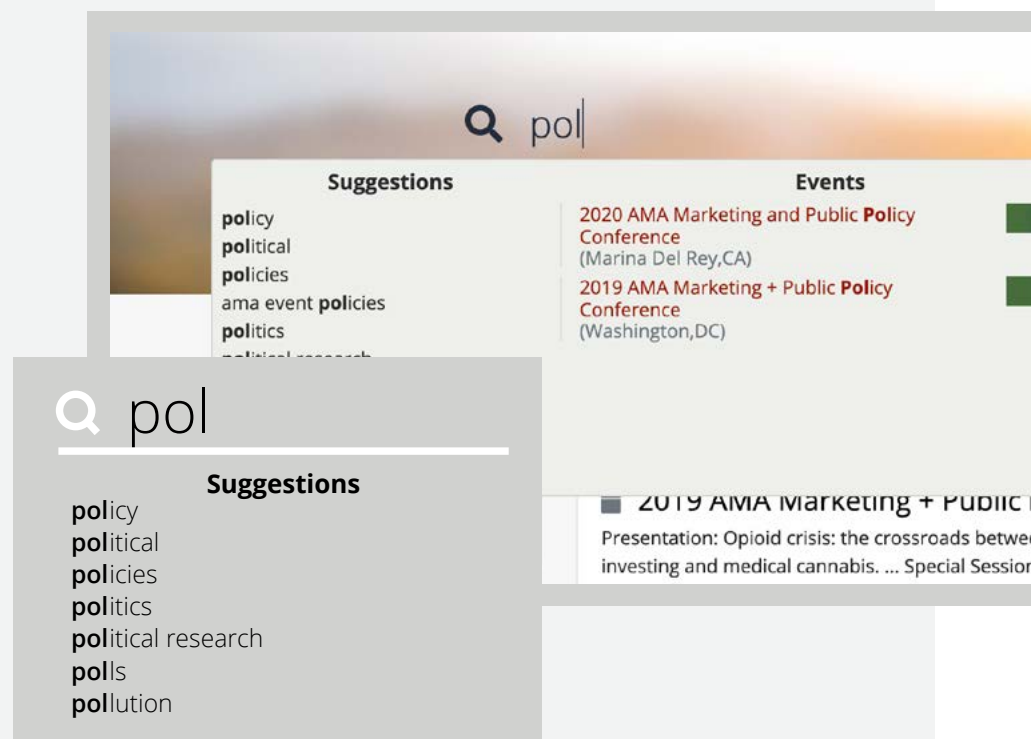 pol
Suggestions
policy
political
policies
ama event policies
politics
political research
Events
2020 AMA Marketing and Public Policy
Conference
(Marina Del Rey,CA)
2019 AMA Marketing + Public Policy
Conference
(Washington,DC)
2019 AMA Marketing + Public
Presentation: Opioid crisis: the crossroads
investing and medical cannabis. ... Special Session
pol
Suggestions
policy
political
policies
politics
political research
polls
pollution